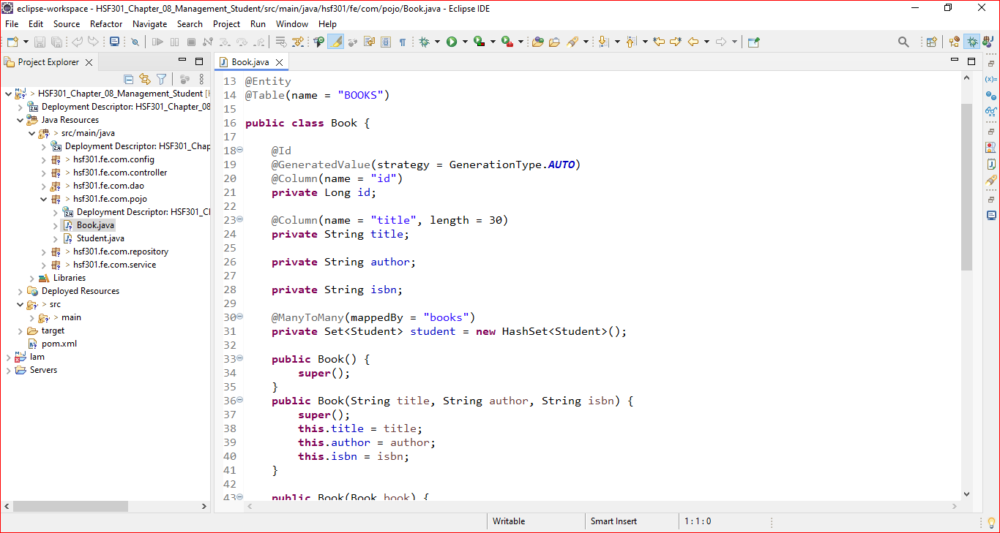 eclipse-workspace - HSF301_Chapter_08_Management_Student/src/main/java/hsf301/fe/com/pojo/Book.java - Eclipse IDE
File Edit Source Refactor Navigate Search Project Run Window Help
Project Explorer
> HSF301_Chapter_08_Management_Student [
Deployment Descriptor: HSF301_Chapter_08
Java Resources
> src/main/java
Deployment Descriptor: HSF301_Chap
> hsf301.fe.com.config
> hsf301.fe.com.controller
> hsf301.fe.com.dao
> hsf301.fe.com.pojo
Deployment Descriptor: HSF301_Cl
Book.java
Student.java
> hsf301.fe.com.repository
> hsf301.fe.com.service
Libraries
Deployed Resources
> src
> main
target
pom.xml
Iam
Servers
Book.java
13 @Entity
14 @Table(name = "BOOKS")
15
16 public class Book {
17
18 @Id
19 @GeneratedValue(strategy = GenerationType.AUTO)
20 @Column(name = "id")
21 private Long id;
22
23 @Column(name = "title", length = 30)
24 private String title;
25
26 private String author;
27
28 private String isbn;
29
30 @ManyToMany(mappedBy = "books")
31 private Set<Student> student = new HashSet<Student>();
32
33 public Book() {
34 super();
35 }
36 public Book(String title, String author, String isbn) {
37 super();
38 this.title = title;
39 this.author = author;
40 this.isbn = isbn;
41 }
42
43 public Book(Book book) {
Writable Smart Insert 1 : 1 : 0